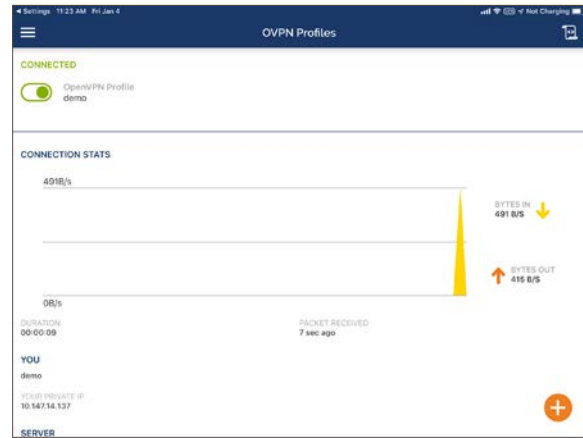 Settings 11:23 AM Fri Jan 4
Not Charging
OVPN Profiles
CONNECTED
OpenVPN Profile
demo
CONNECTION STATS
491B/s
BYTES IN
491 B/S
BYTES OUT
415 B/S
0B/s
DURATION
00:00:09
PACKET RECEIVED
7 sec ago
YOU
demo
YOUR PRIVATE IP
10.147.14.137
SERVER